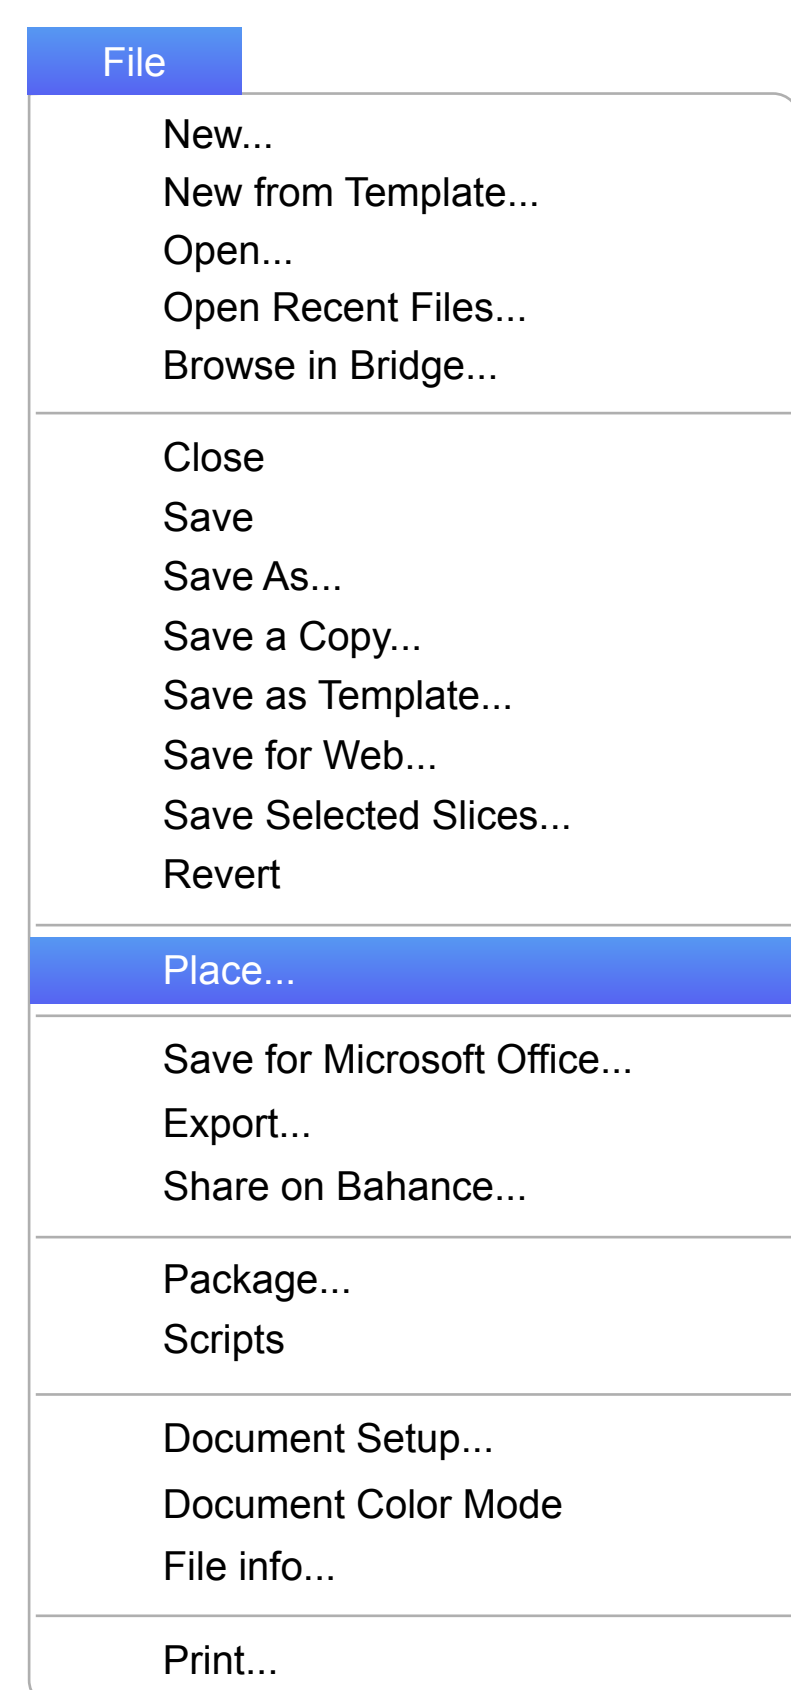 File
New...
New from Template...
Open...
Open Recent Files...
Browse in Bridge...
Close
Save
Save As...
Save a Copy...
Save as Template...
Save for Web...
Save Selected Slices...
Revert
Place...
Save for Microsoft Office...
Export...
Share on Bahance...
Package...
Scripts
Document Setup...
Document Color Mode
File info...
Print...